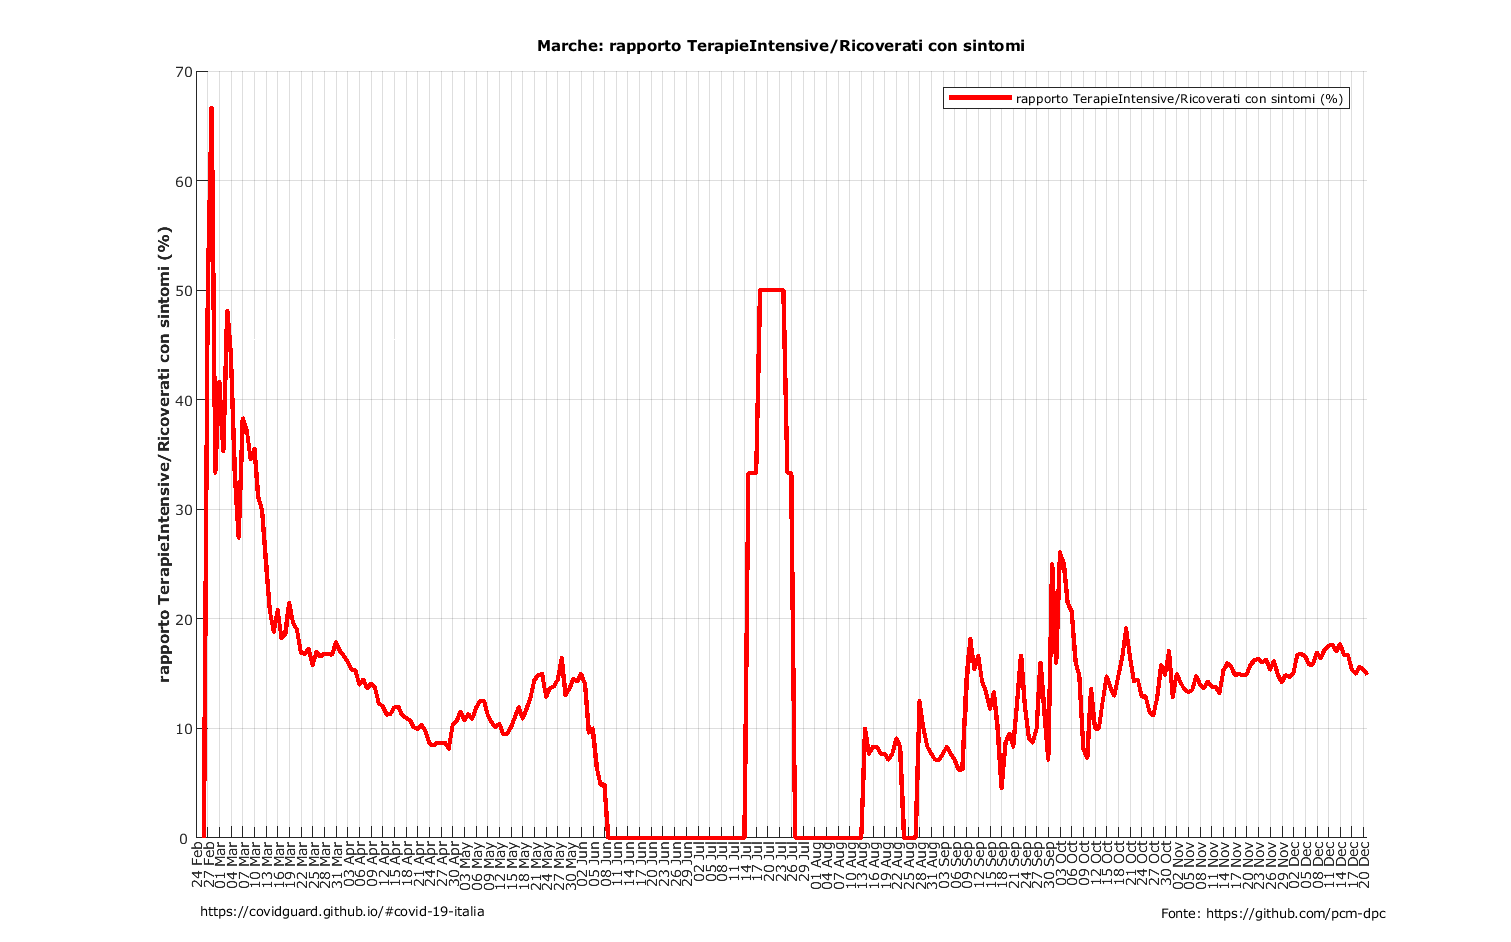 Marche: rapporto TerapieIntensive/Ricoverati con sintomi
rapporto TerapieIntensive/Ricoverati con sintomi (%)
rapporto TerapieIntensive/Ricoverati con sintomi (%)
70
60
50
40
30
20
10
0
24 Feb
27 Feb
01 Mar
04 Mar
07 Mar
10 Mar
13 Mar
16 Mar
19 Mar
22 Mar
25 Mar
28 Mar
31 Mar
03 Apr
06 Apr
09 Apr
12 Apr
15 Apr
18 Apr
21 Apr
24 Apr
27 Apr
30 Apr
03 May
06 May
09 May
12 May
15 May
18 May
21 May
24 May
27 May
30 May
02 Jun
05 Jun
08 Jun
11 Jun
14 Jun
17 Jun
20 Jun
23 Jun
26 Jun
29 Jun
02 Jul
05 Jul
08 Jul
11 Jul
14 Jul
17 Jul
20 Jul
23 Jul
26 Jul
29 Jul
01 Aug
04 Aug
07 Aug
10 Aug
13 Aug
16 Aug
19 Aug
22 Aug
25 Aug
28 Aug
31 Aug
03 Sep
06 Sep
09 Sep
12 Sep
15 Sep
18 Sep
21 Sep
24 Sep
27 Sep
30 Sep
03 Oct
06 Oct
09 Oct
12 Oct
15 Oct
18 Oct
21 Oct
24 Oct
27 Oct
30 Oct
02 Nov
05 Nov
08 Nov
11 Nov
14 Nov
17 Nov
20 Nov
23 Nov
26 Nov
29 Nov
02 Dec
05 Dec
08 Dec
11 Dec
14 Dec
17 Dec
20 Dec
https://covidguard.github.io/#covid-19-italia
Fonte: https://github.com/pcm-dpc